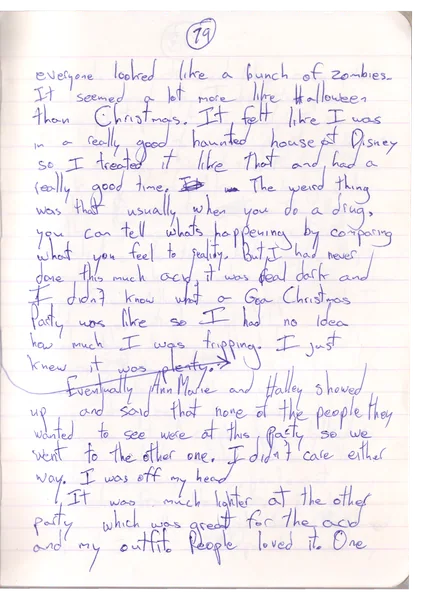 79
everyone looked like a bunch of zombies.
It seemed a lot more like Halloween
than Christmas. It felt like I was
in a really good haunted house at Disney
so I treated it like that and had a
really good time. The weird thing
was that usually when you do a drug,
you can tell whats happening by comparing
what you feel to reality. But I had never
done this much acid, it was real dark and
I didn't know what a Goa Christmas
Party was like so I had no idea
how much I was tripping. I just
knew it was plenty.
Eventually Ann Marie and Halley showed
up and said that none of the people they
wanted to see were at this party so we
went to the other one. I didn't care either
way. I was off my head
It was much lighter at the other
party which was great for the acid
and my outfit. People loved it. One